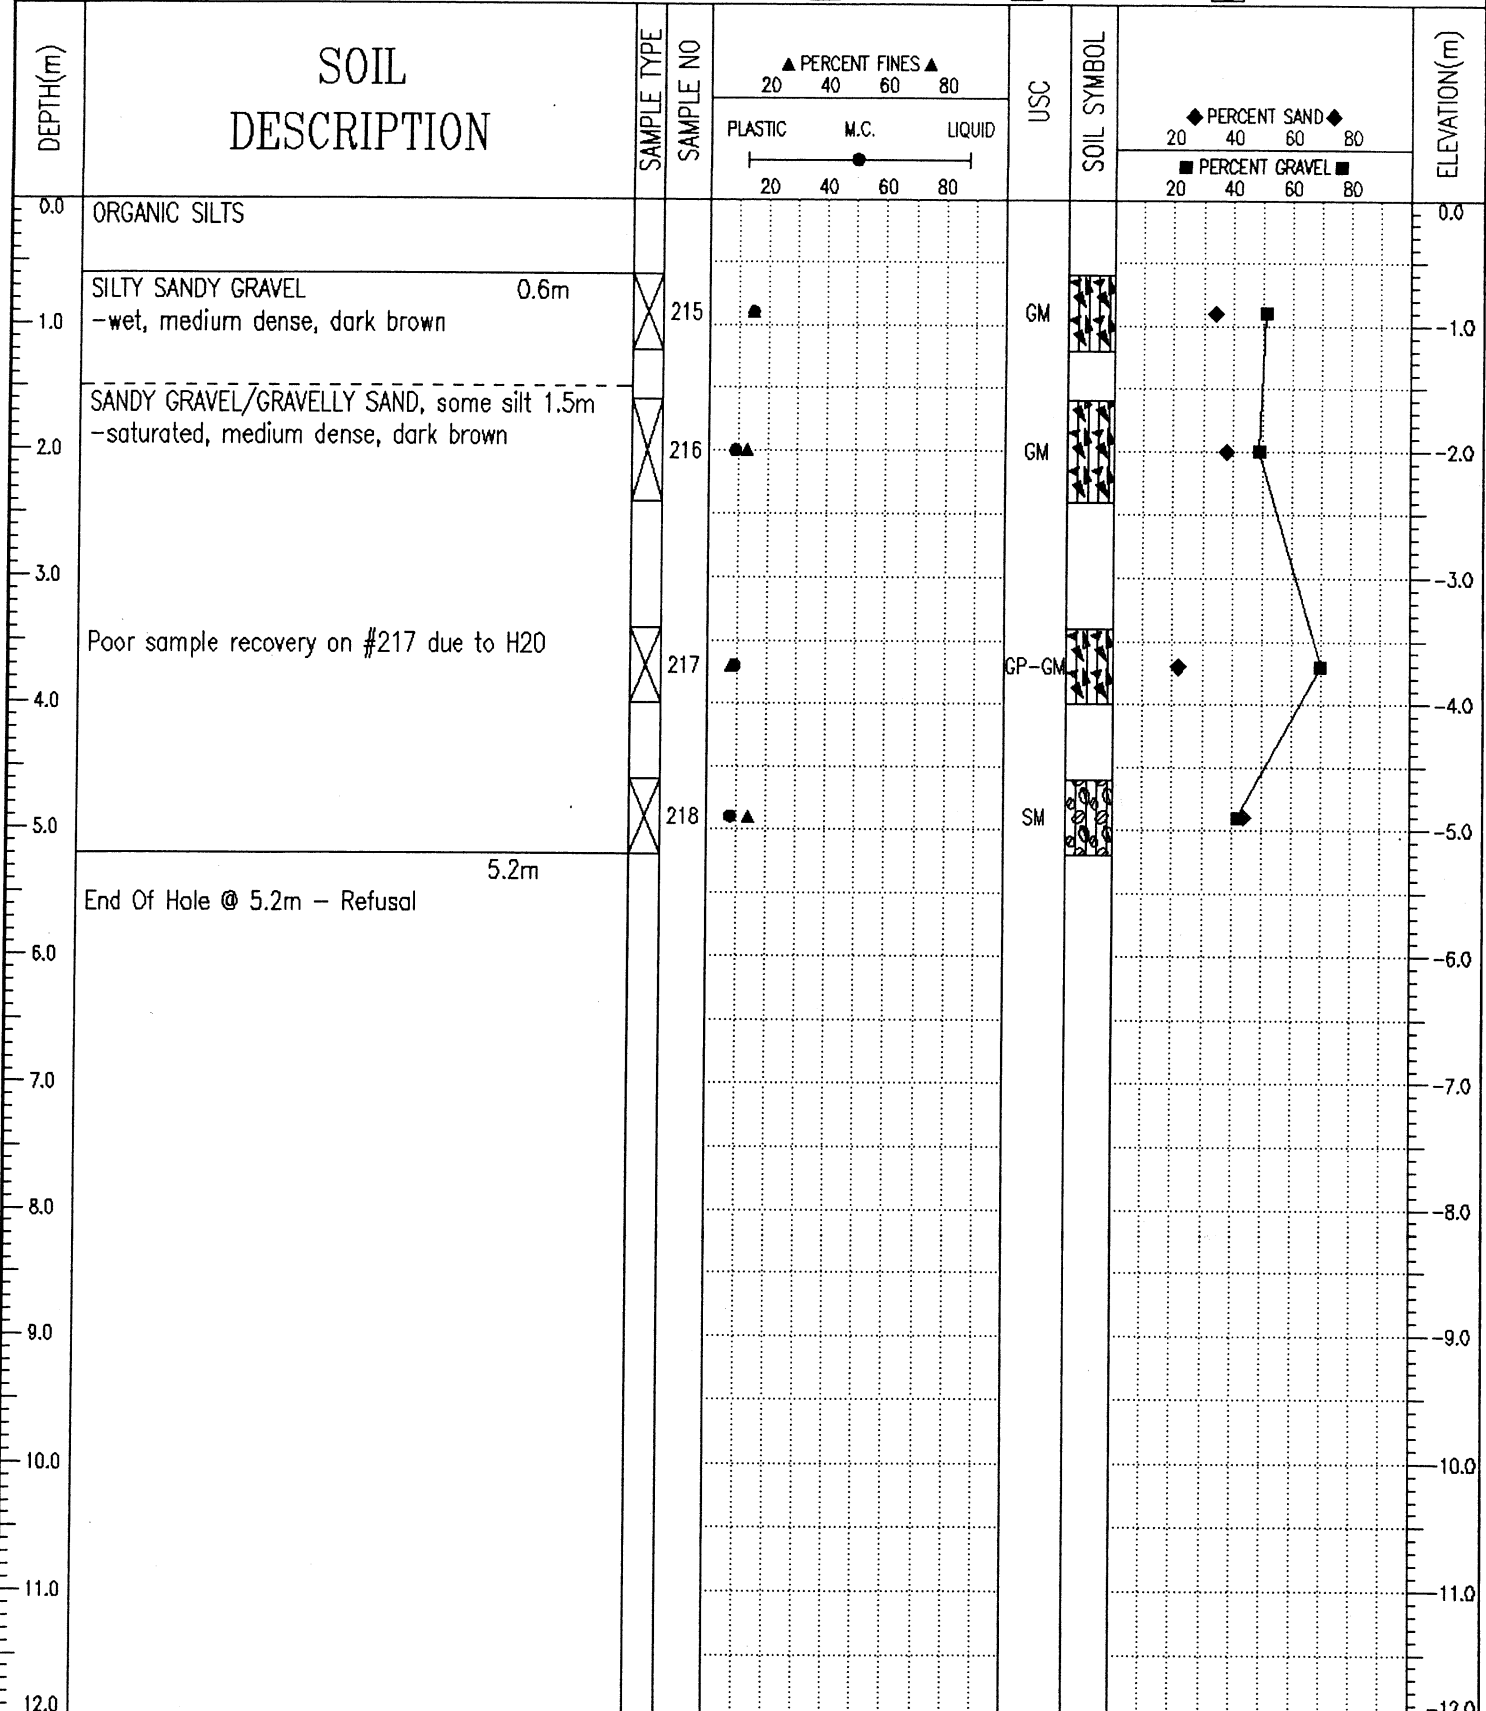 DEPTH(m)
SOIL
DESCRIPTION
SAMPLE TYPE
SAMPLE NO
▲ PERCENT FINES ▲
20 40 60 80
PLASTIC M.C. LIQUID
20 40 60 80
USC
SOIL SYMBOL
◆ PERCENT SAND ◆
20 40 60 80
■ PERCENT GRAVEL ■
20 40 60 80
ELEVATION(m)
0.0 ORGANIC SILTS 0.0
SILTY SANDY GRAVEL 0.6m
215 GM
1.0 -wet, medium dense, dark brown -1.0
SANDY GRAVEL/GRAVELLY SAND, some silt 1.5m
-saturated, medium dense, dark brown
2.0 216 GM -2.0
3.0 -3.0
Poor sample recovery on #217 due to H20
217 GP-GM
4.0 -4.0
218 SM
5.0 -5.0
5.2m
End Of Hole @ 5.2m - Refusal
6.0 -6.0
7.0 -7.0
8.0 -8.0
9.0 -9.0
10.0 -10.0
11.0 -11.0
12.0 -12.0